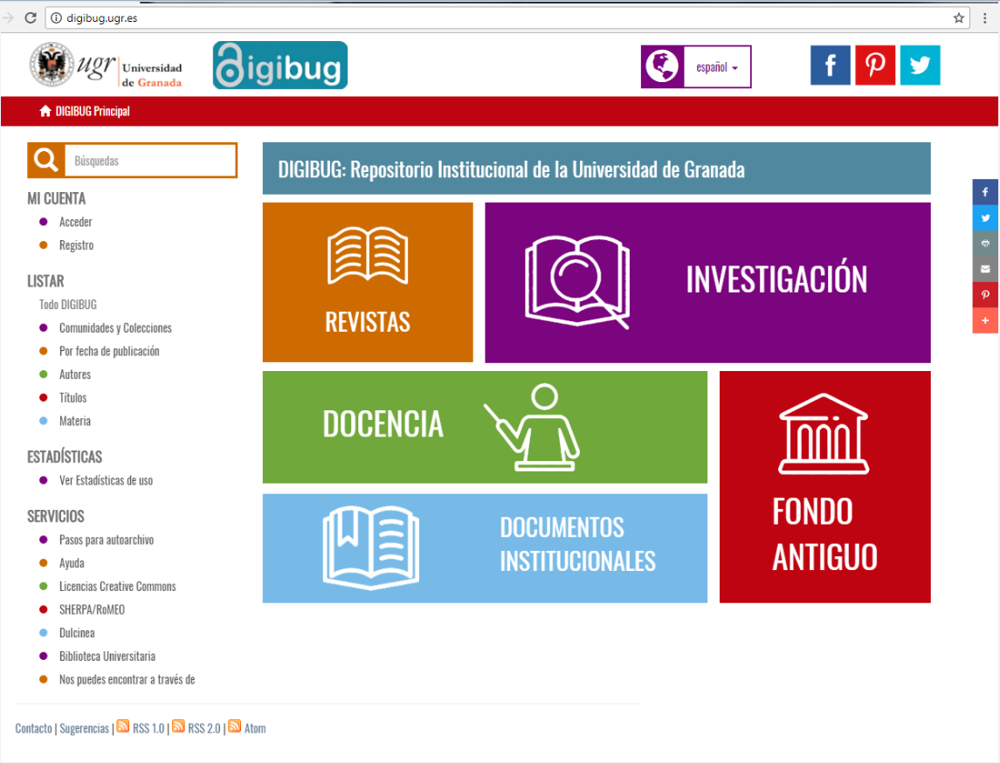 digibug.ugr.es
ugr Universidad
de Granada
digibug
español
DIGIBUG Principal
Búsquedas
MI CUENTA
Acceder
Registro
LISTAR
Todo DIGIBUG
Comunidades y Colecciones
Por fecha de publicación
Autores
Títulos
Materia
ESTADÍSTICAS
Ver Estadísticas de uso
SERVICIOS
Pasos para autoarchivo
Ayuda
Licencias Creative Commons
SHERPA/RoMEO
Dulcinea
Biblioteca Universitaria
Nos puedes encontrar a través de
DIGIBUG: Repositorio Institucional de la Universidad de Granada
REVISTAS
INVESTIGACIÓN
DOCENCIA
FONDO
ANTIGUO
DOCUMENTOS
INSTITUCIONALES
Contacto | Sugerencias | RSS 1.0 | RSS 2.0 | Atom